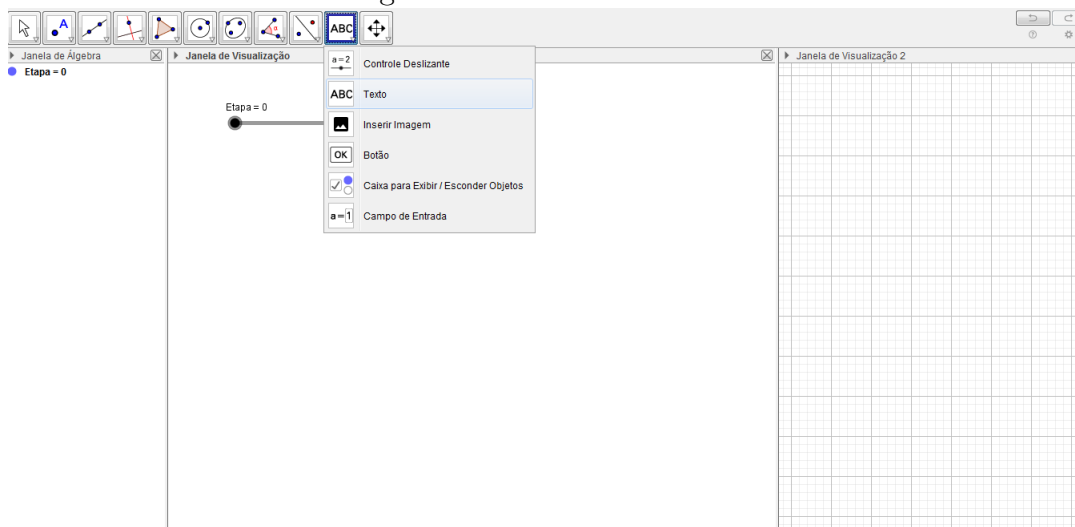 A
α
ABC
Janela de Álgebra
Janela de Visualização
Janela de Visualização 2
Etapa = 0
Etapa = 0
a=2 Controle Deslizante
ABC Texto
Inserir Imagem
OK Botão
Caixa para Exibir / Esconder Objetos
a=1 Campo de Entrada